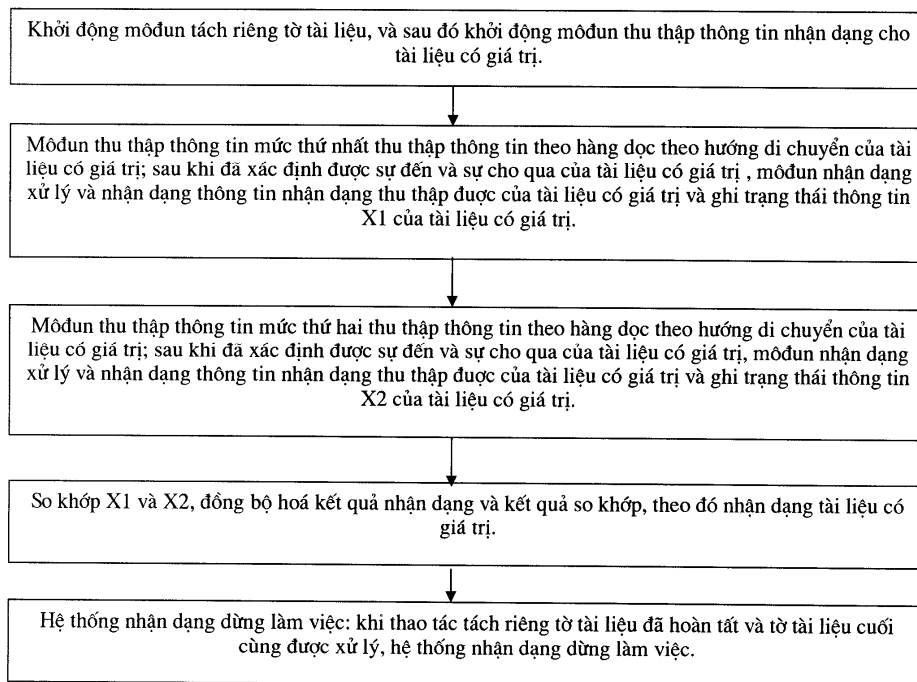 Khởi động môđun tách riêng tờ tài liệu, và sau đó khởi động môđun thu thập thông tin nhận dạng cho
tài liệu có giá trị.
Môđun thu thập thông tin mức thứ nhất thu thập thông tin theo hàng dọc theo hướng di chuyển của tài
liệu có giá trị; sau khi đã xác định được sự đến và sự cho qua của tài liệu có giá trị , môđun nhận dạng
xử lý và nhận dạng thông tin nhận dạng thu thập đuợc của tài liệu có giá trị và ghi trạng thái thông tin
X1 của tài liệu có giá trị.
Môđun thu thập thông tin mức thứ hai thu thập thông tin theo hàng dọc theo hướng di chuyển của tài
liệu có giá trị; sau khi đã xác định được sự đến và sự cho qua của tài liệu có giá trị, môđun nhận dạng
xử lý và nhận dạng thông tin nhận dạng thu thập đuợc của tài liệu có giá trị và ghi trạng thái thông tin
X2 của tài liệu có giá trị.
So khớp X1 và X2, đồng bộ hoá kết quả nhận dạng và kết quả so khớp, theo đó nhận dạng tài liệu có
giá trị.
Hệ thống nhận dạng dừng làm việc: khi thao tác tách riêng tờ tài liệu đã hoàn tất và tờ tài liệu cuối
cùng được xử lý, hệ thống nhận dạng dừng làm việc.